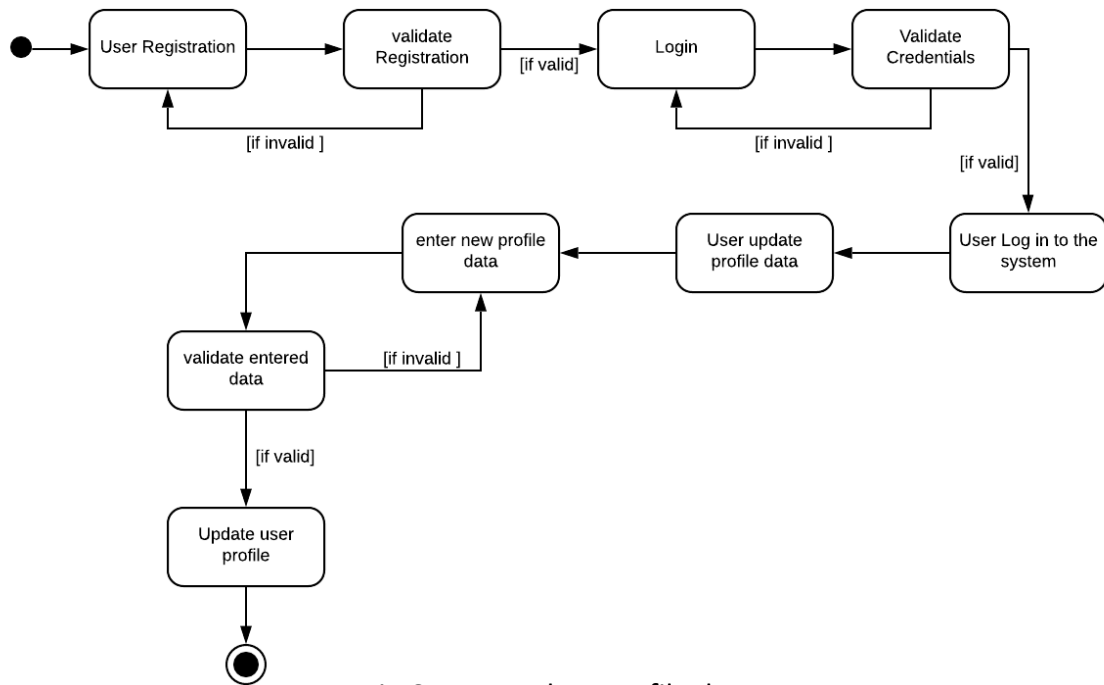 User Registration
validate
Registration
[if valid]
Login
Validate
Credentials
[if invalid ]
[if invalid ]
[if valid]
enter new profile
data
User update
profile data
User Log in to the
system
validate entered
data
[if invalid ]
[if valid]
Update user
profile